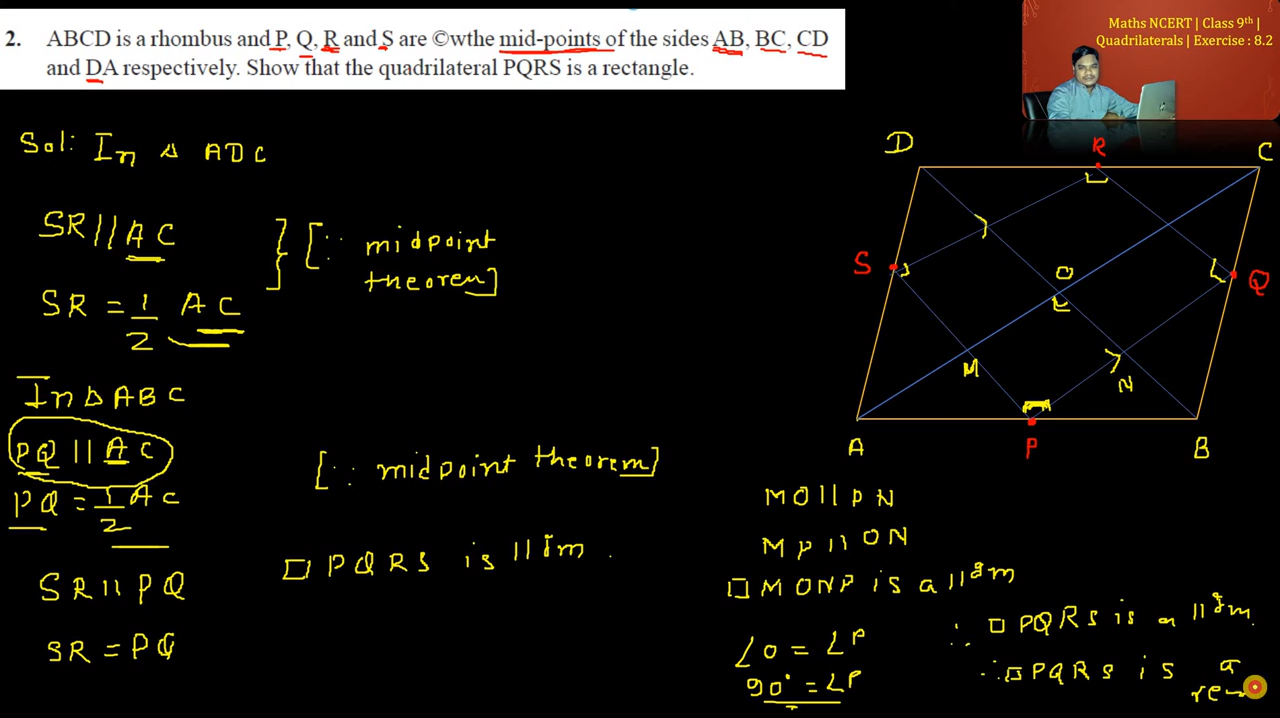 2. ABCD is a rhombus and P, Q, R and S are ©wthe mid-points of the sides AB, BC, CD
and DA respectively. Show that the quadrilateral PQRS is a rectangle.
Maths NCERT | Class 9th |
Quadrilaterals | Exercise : 8.2
Sol: In Δ ADC
SR || AC
SR = 1/2 AC
[∵ midpoint
theorem]
In Δ ABC
PQ || AC
PQ = 1/2 AC
[∵ midpoint theorem]
SR || PQ
SR = PQ
□ PQRS is ||gm .
D
R
C
S
O
Q
M
N
A
P
B
MO || PN
MP || ON
□ MONP is a ||gm
∠O = ∠P
90° = ∠P
∴ □ PQRS is a ||gm.
∴ □ PQRS is a